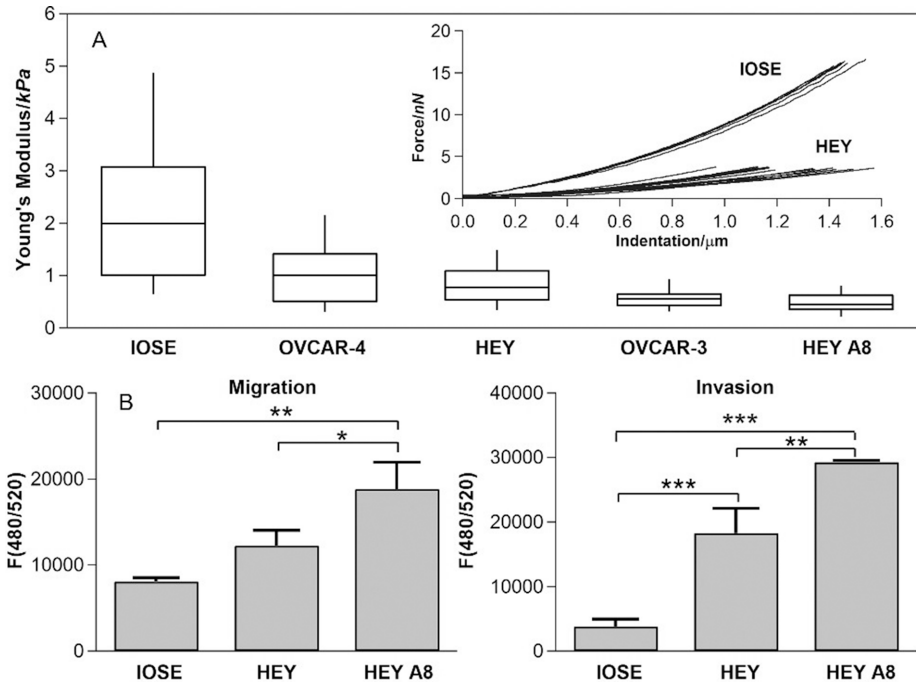 A
Young's Modulus/kPa
6
5
4
3
2
1
0
IOSE
OVCAR-4
HEY
OVCAR-3
HEY A8
Force/nN
20
15
10
5
0
IOSE
HEY
0.0
0.2
0.4
0.6
0.8
1.0
1.2
1.4
1.6
Indentation/μm
B
Migration
F(480/520)
30000
20000
10000
0
**
*
IOSE
HEY
HEY A8
Invasion
F(480/520)
40000
30000
20000
10000
0
***
**
***
IOSE
HEY
HEY A8